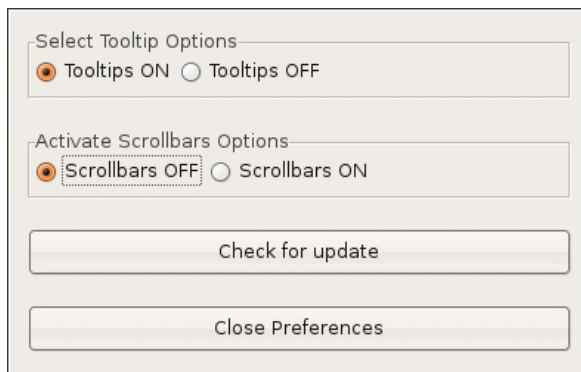 Select Tooltip Options
Tooltips ON Tooltips OFF
Activate Scrollbars Options
Scrollbars OFF Scrollbars ON
Check for update
Close Preferences